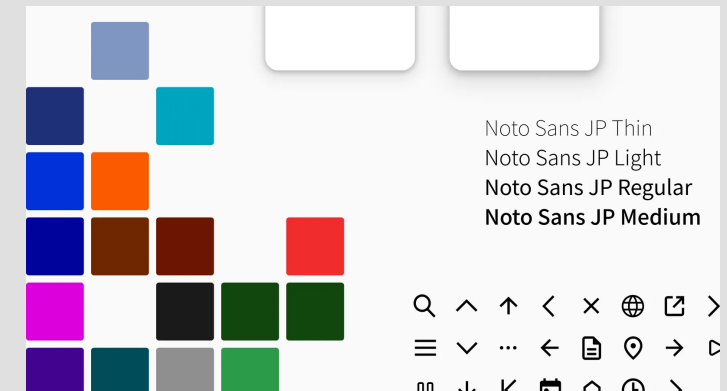 Noto Sans JP Thin
Noto Sans JP Light
Noto Sans JP Regular
Noto Sans JP Medium